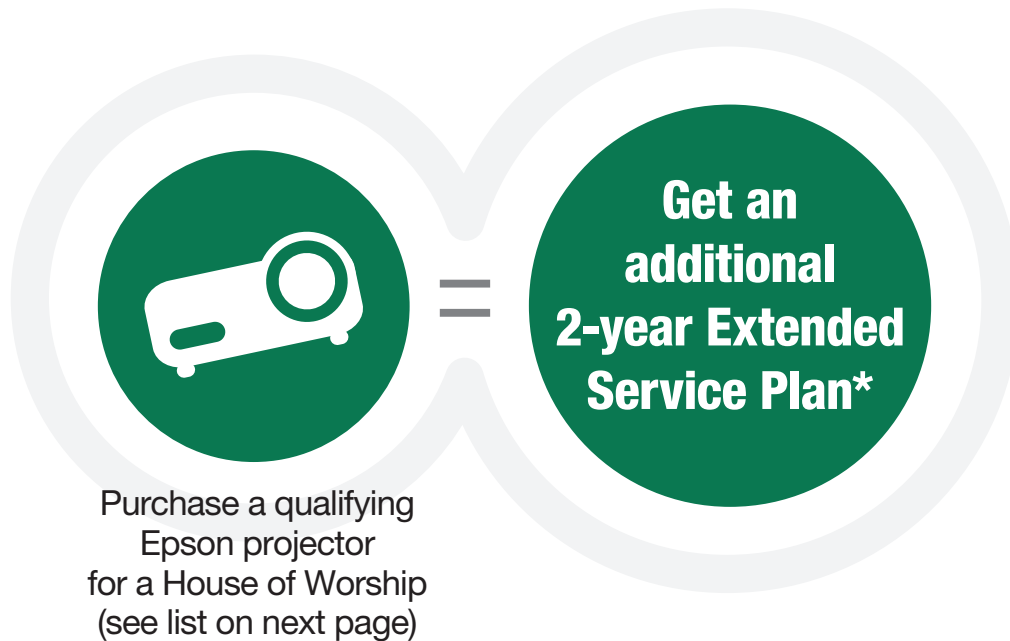 Purchase a qualifying
Epson projector
for a House of Worship
(see list on next page)
=
Get an
additional
2-year Extended
Service Plan*